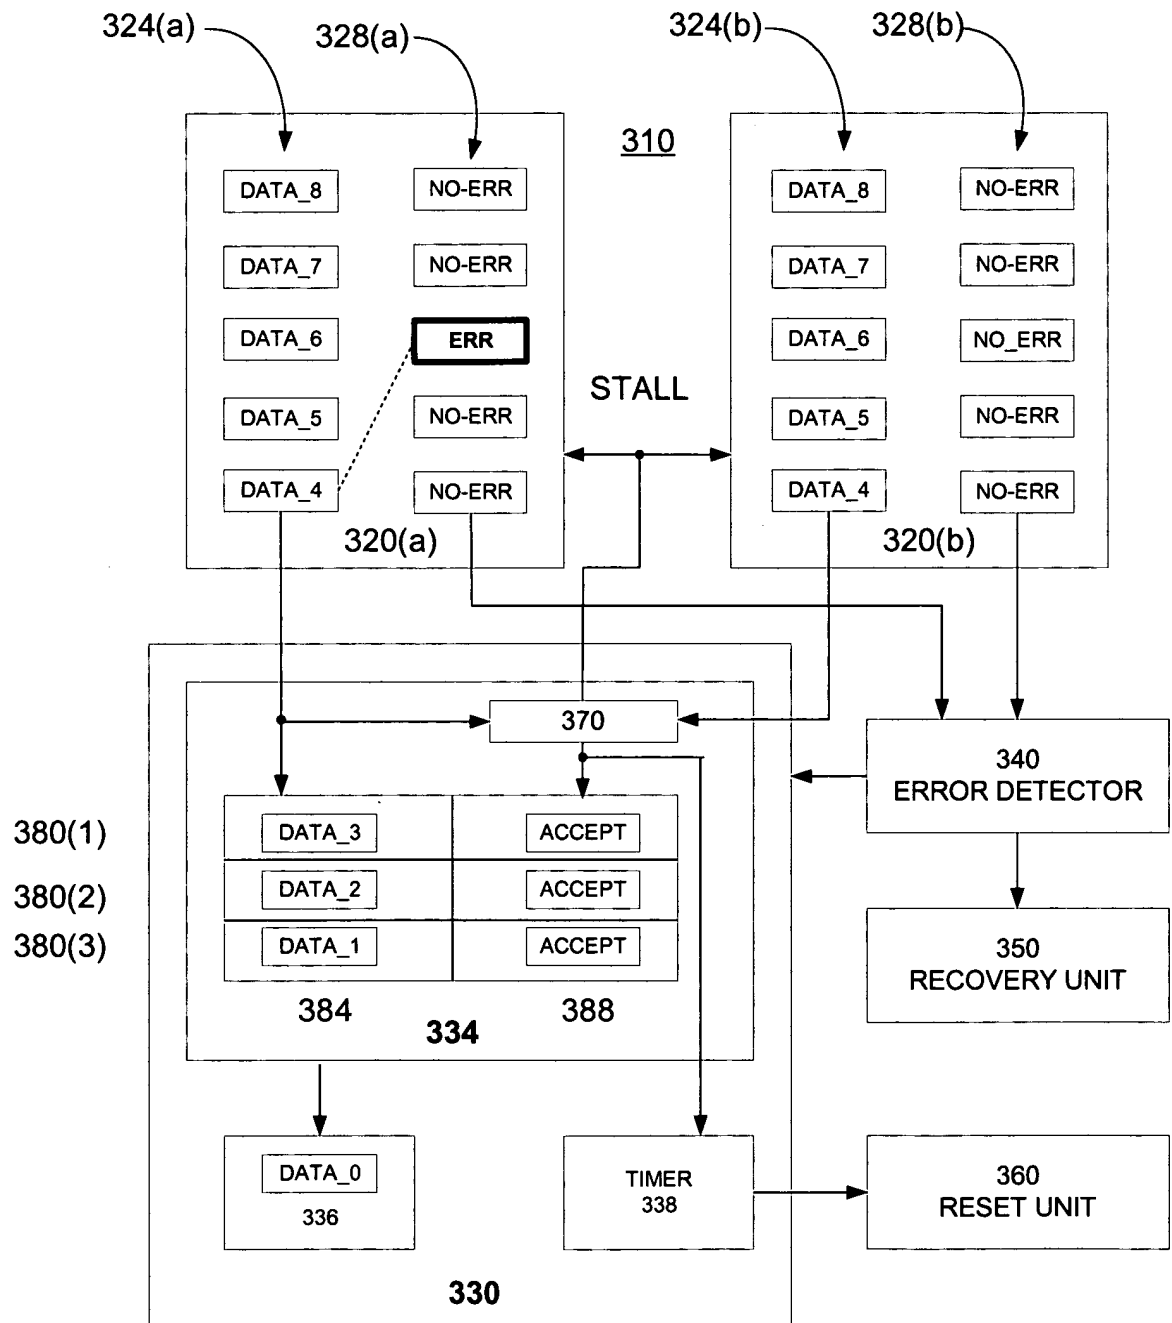 324(a)
328(a)
324(b)
328(b)
310
DATA_8
NO-ERR
DATA_8
NO-ERR
DATA_7
NO-ERR
DATA_7
NO-ERR
DATA_6
ERR
DATA_6
NO_ERR
STALL
DATA_5
NO-ERR
DATA_5
NO-ERR
DATA_4
NO-ERR
DATA_4
NO-ERR
320(a)
320(b)
370
340
ERROR DETECTOR
380(1)
DATA_3
ACCEPT
380(2)
DATA_2
ACCEPT
380(3)
DATA_1
ACCEPT
350
RECOVERY UNIT
384
388
334
DATA_0
336
TIMER
338
360
RESET UNIT
330